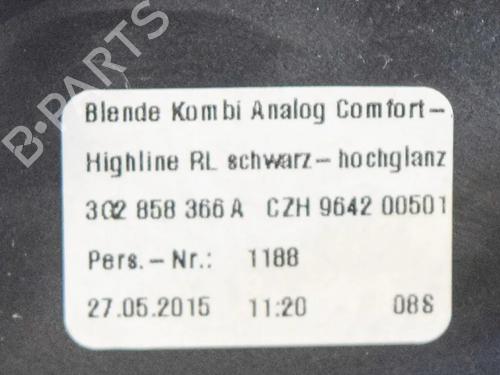 B-PARTS
Blende Kombi Analog Comfort-
Highline RL schwarz-hochglanz
3Q2 858 366 A CZH 9642 00501
Pers.-Nr.: 1188
27.05.2015 11:20 08S